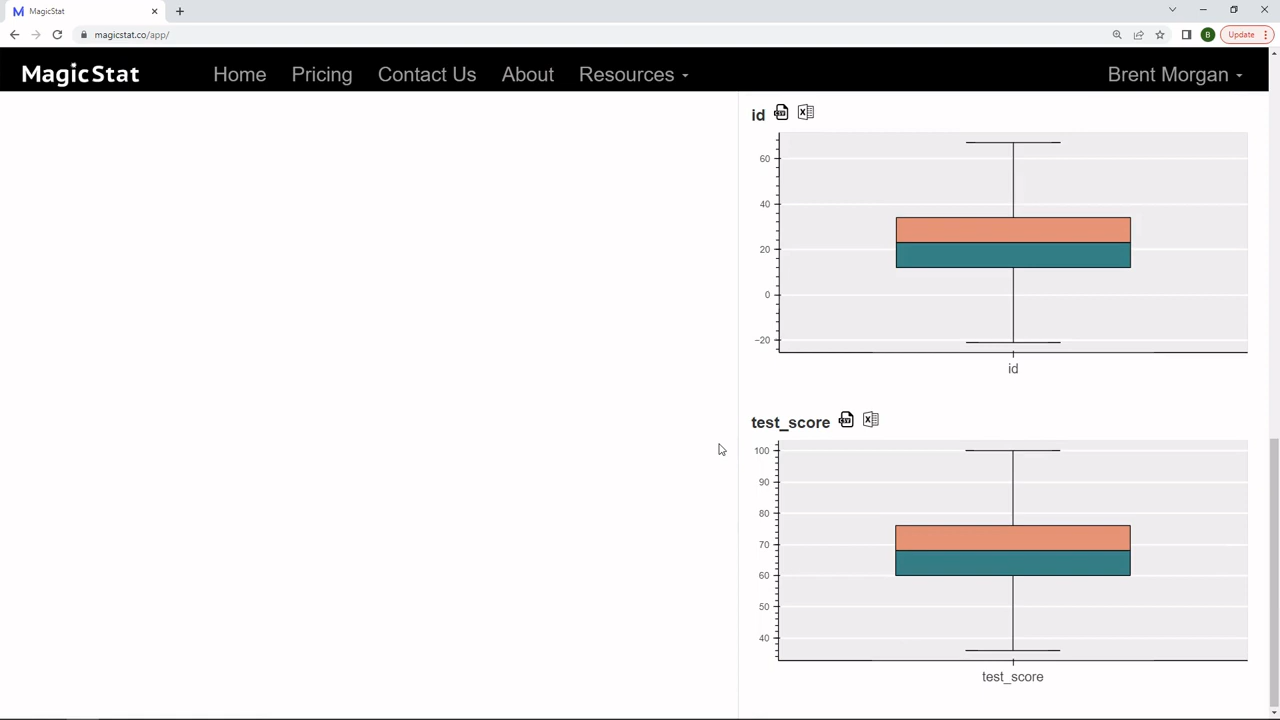 MagicStat
magicstat.co/app/
B
Update
MagicStat
Home
Pricing
Contact Us
About
Resources
Brent Morgan
id
60
40
20
0
−20
id
test_score
100
90
80
70
60
50
40
test_score